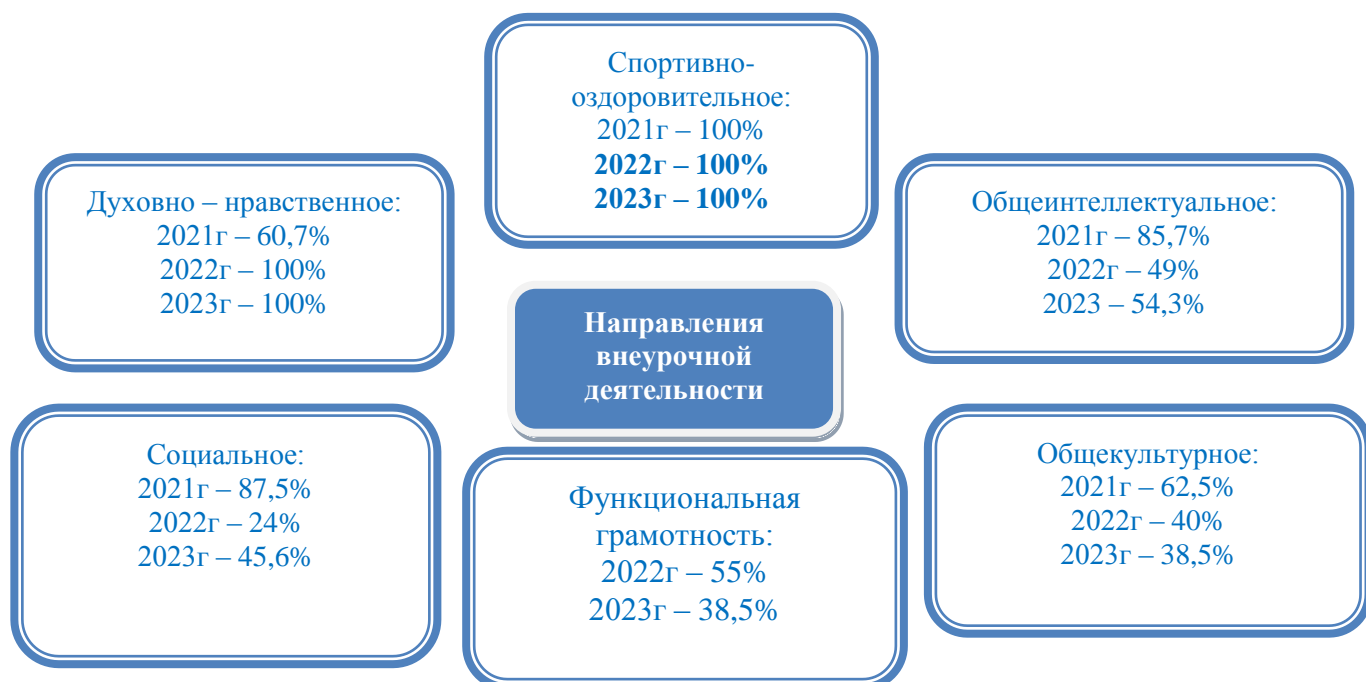 Спортивно-
оздоровительное:
2021г – 100%
2022г – 100%
2023г – 100%
Духовно – нравственное:
2021г – 60,7%
2022г – 100%
2023г – 100%
Общеинтеллектуальное:
2021г – 85,7%
2022г – 49%
2023 – 54,3%
Направления
внеурочной
деятельности
Социальное:
2021г – 87,5%
2022г – 24%
2023г – 45,6%
Функциональная
грамотность:
2022г – 55%
2023г – 38,5%
Общекультурное:
2021г – 62,5%
2022г – 40%
2023г – 38,5%